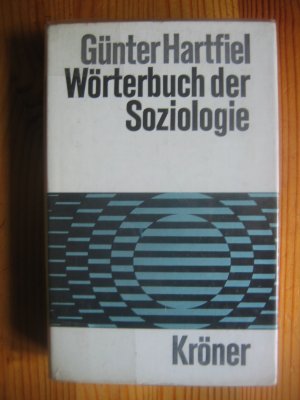 Günter Hartfiel
Wörterbuch der
Soziologie
Kröner